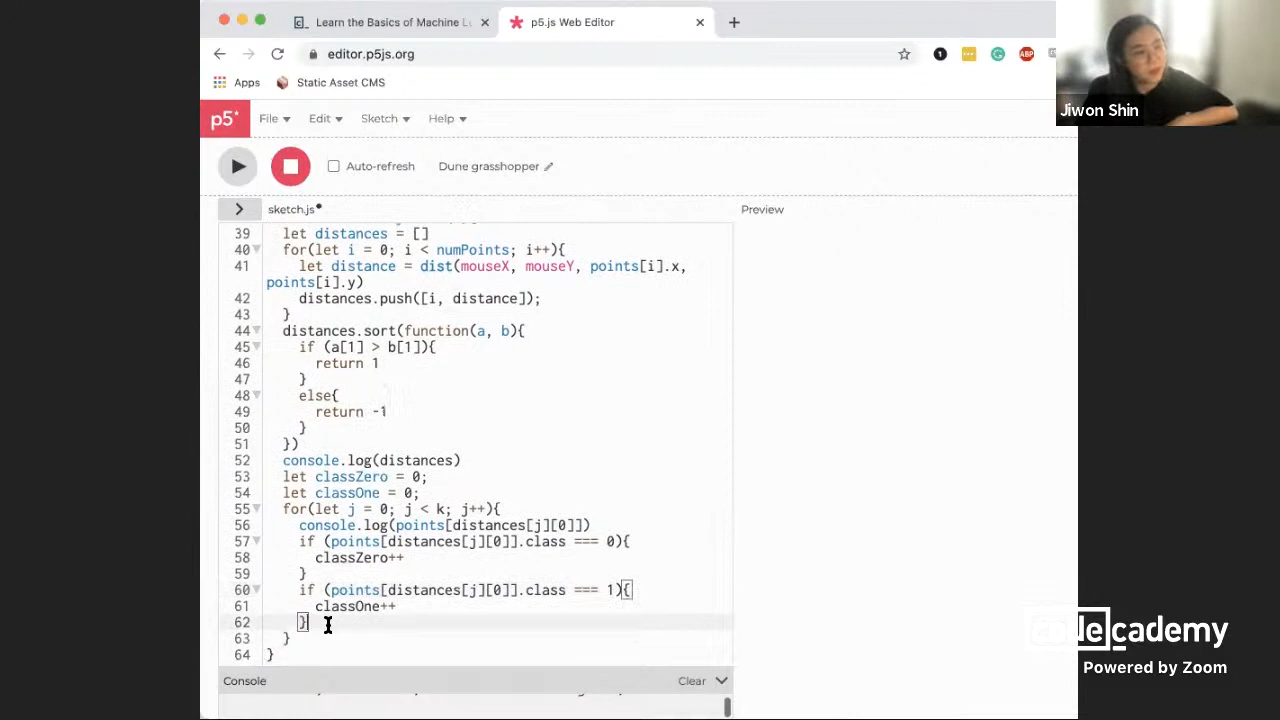 Learn the Basics of Machine Le
p5.js Web Editor
editor.p5js.org
ABP
Apps
Static Asset CMS
Jiwon Shin
p5*
File
Edit
Sketch
Help
Auto-refresh
Dune grasshopper
sketch.js
Preview
39 let distances = []
40 for(let i = 0; i < numPoints; i++){
41 let distance = dist(mouseX, mouseY, points[i].x,
points[i].y)
42 distances.push([i, distance]);
43 }
44 distances.sort(function(a, b){
45 if (a[1] > b[1]){
46 return 1
47 }
48 else{
49 return -1
50 }
51 })
52 console.log(distances)
53 let classZero = 0;
54 let classOne = 0;
55 for(let j = 0; j < k; j++){
56 console.log(points[distances[j][0]])
57 if (points[distances[j][0]].class === 0){
58 classZero++
59 }
60 if (points[distances[j][0]].class === 1){
61 classOne++
62 }
63 }
64 }
Console
Clear
codecademy
Powered by Zoom